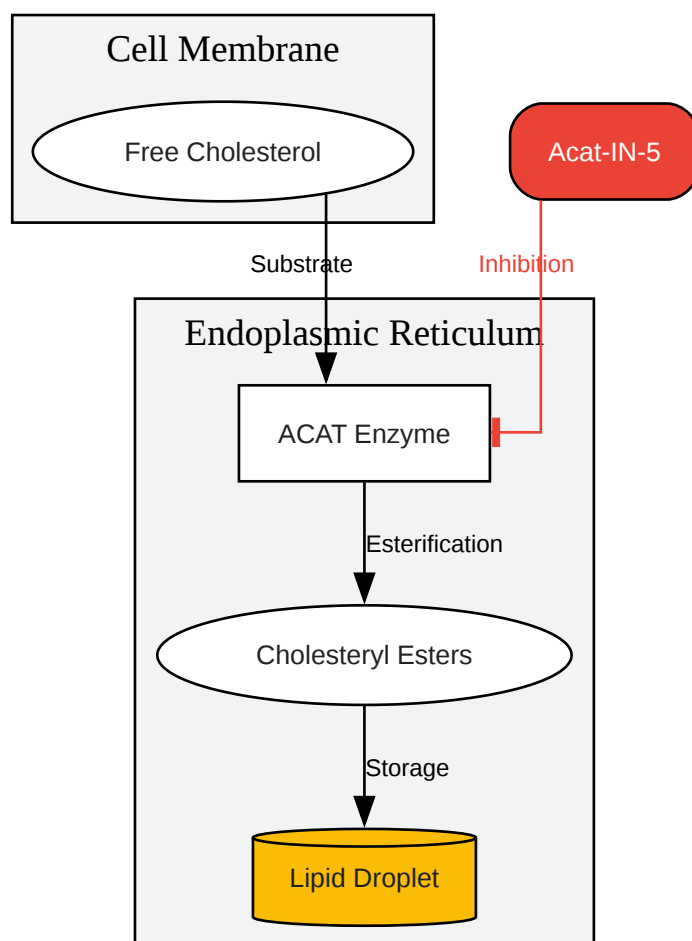 Cell Membrane
Free Cholesterol
Acat-IN-5
Substrate
Inhibition
Endoplasmic Reticulum
ACAT Enzyme
Esterification
Cholesteryl Esters
Storage
Lipid Droplet